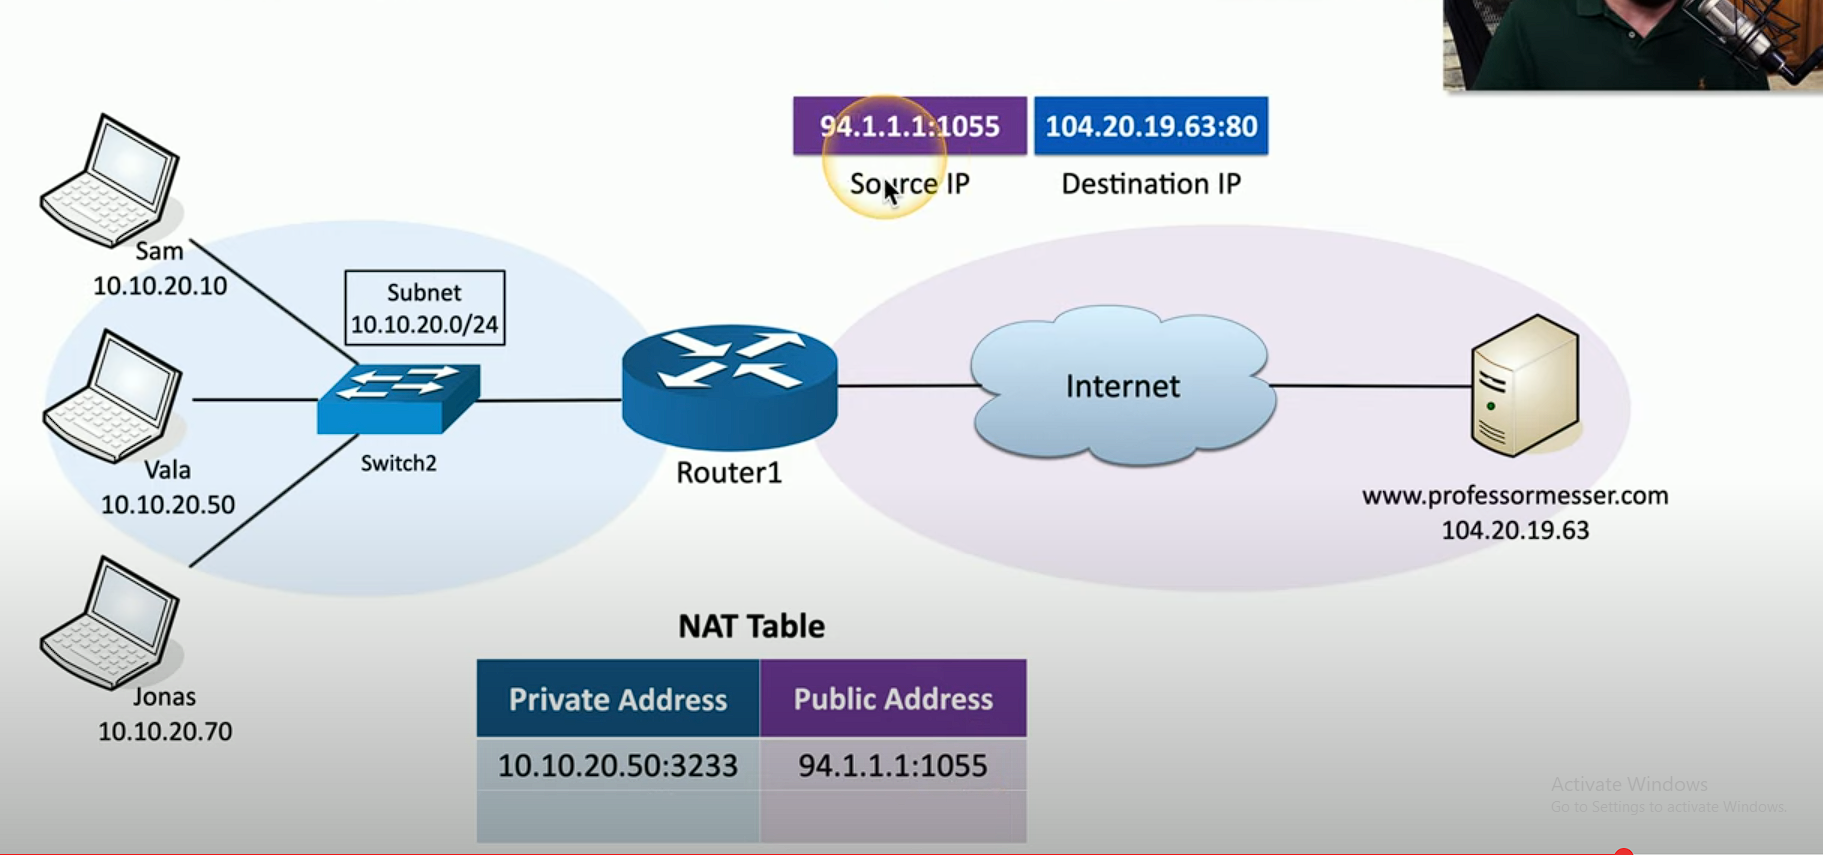 94.1.1.1:1055
104.20.19.63:80
Source IP
Destination IP
Sam
10.10.20.10
Subnet
10.10.20.0/24
Internet
Vala
10.10.20.50
Switch2
Router1
www.professormesser.com
104.20.19.63
Jonas
10.10.20.70
NAT Table
Private Address
Public Address
10.10.20.50:3233
94.1.1.1:1055
Activate Windows
Go to Settings to activate Windows.